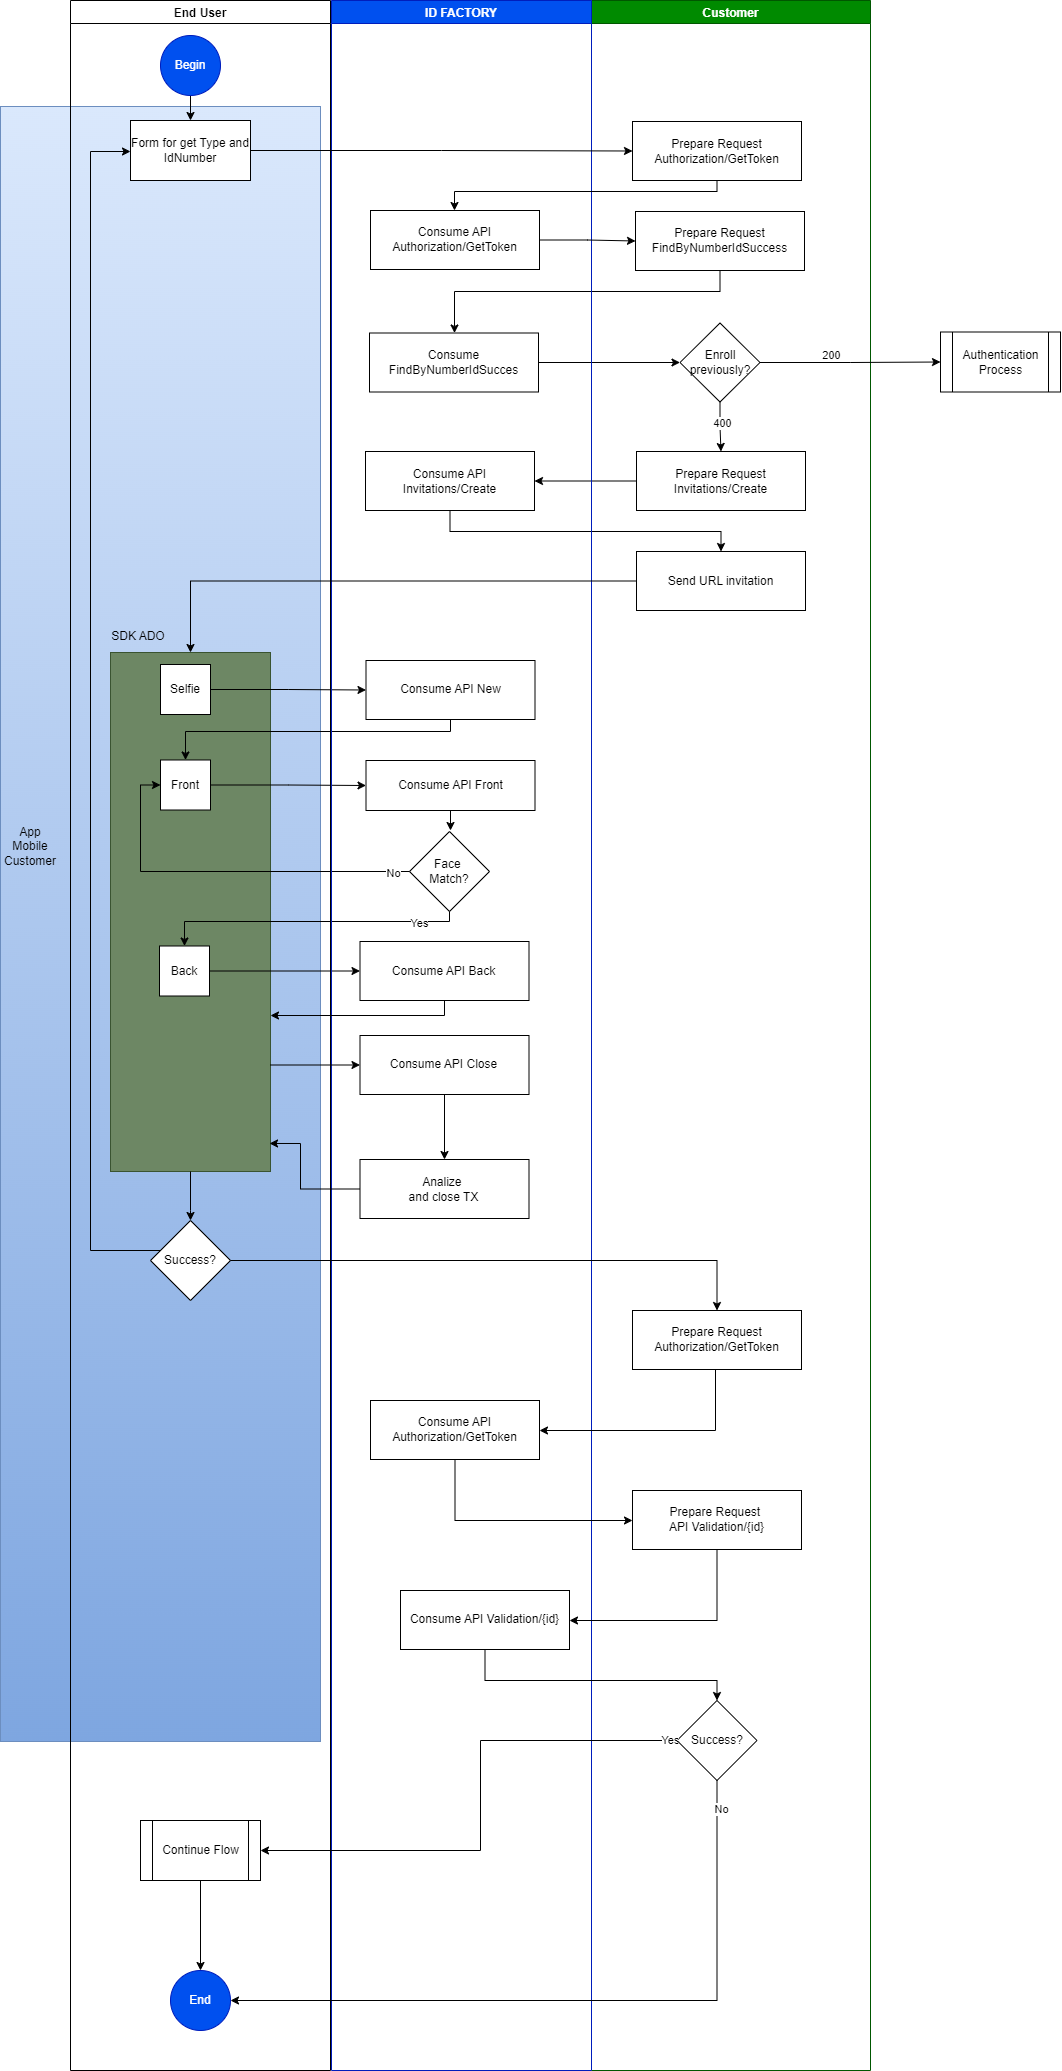 End User
ID FACTORY
Customer
Begin
Form for get Type and
IdNumber
Prepare Request
Authorization/GetToken
Consume API
Authorization/GetToken
Prepare Request
FindByNumberIdSuccess
Consume
FindByNumberIdSucces
Enroll
previously?
200
Authentication
Process
400
Consume API
Invitations/Create
Prepare Request
Invitations/Create
Send URL invitation
SDK ADO
Selfie
Consume API New
Front
Consume API Front
App
Mobile
Customer
Face
Match?
No
Yes
Back
Consume API Back
Consume API Close
Analize
and close TX
Success?
Prepare Request
Authorization/GetToken
Consume API
Authorization/GetToken
Prepare Request
API Validation/{id}
Consume API Validation/{id}
Yes
Success?
No
Continue Flow
End